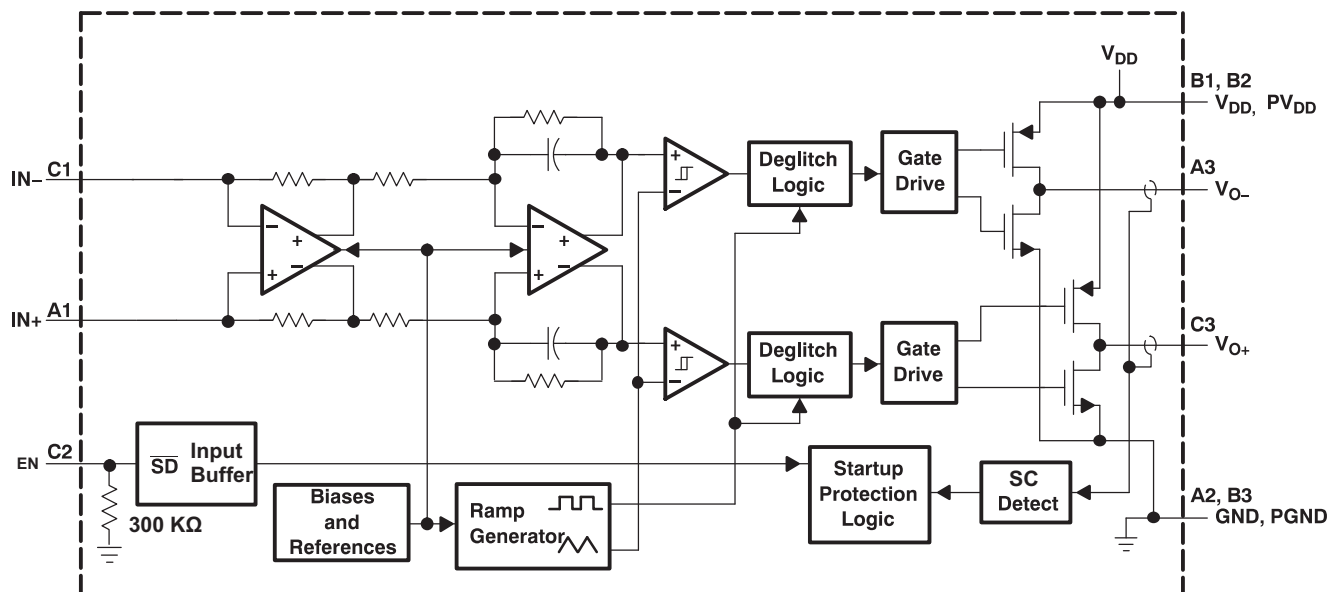 V_DD
B1, B2
V_DD, PV_DD
IN– C1
+
–
Deglitch
Logic
Gate
Drive
A3
V_O–
–
+
–
+
–
+
–
+
IN+ A1
C3
V_O+
+
–
Deglitch
Logic
Gate
Drive
EN C2
SD Input
Buffer
300 KΩ
Biases
and
References
Ramp
Generator
Startup
Protection
Logic
SC
Detect
A2, B3
GND, PGND